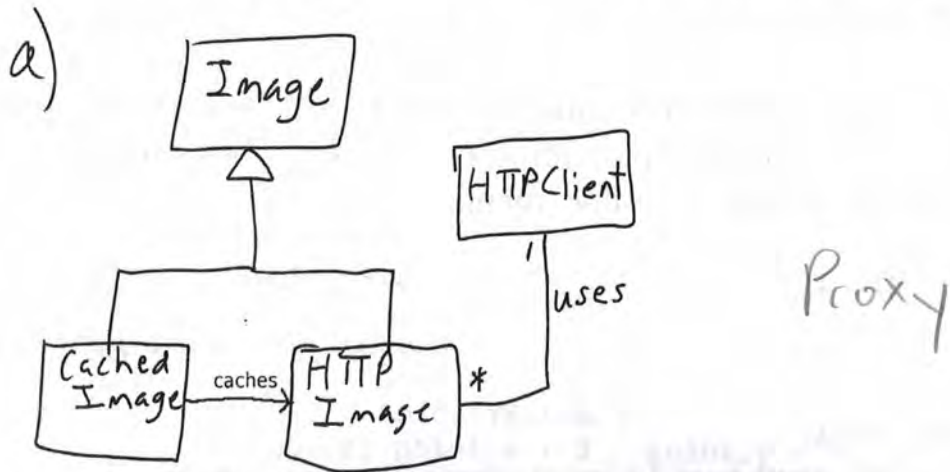 a)
Image
HTTPClient
1
uses
Proxy
Cached
Image
caches
HTTP
Image
*